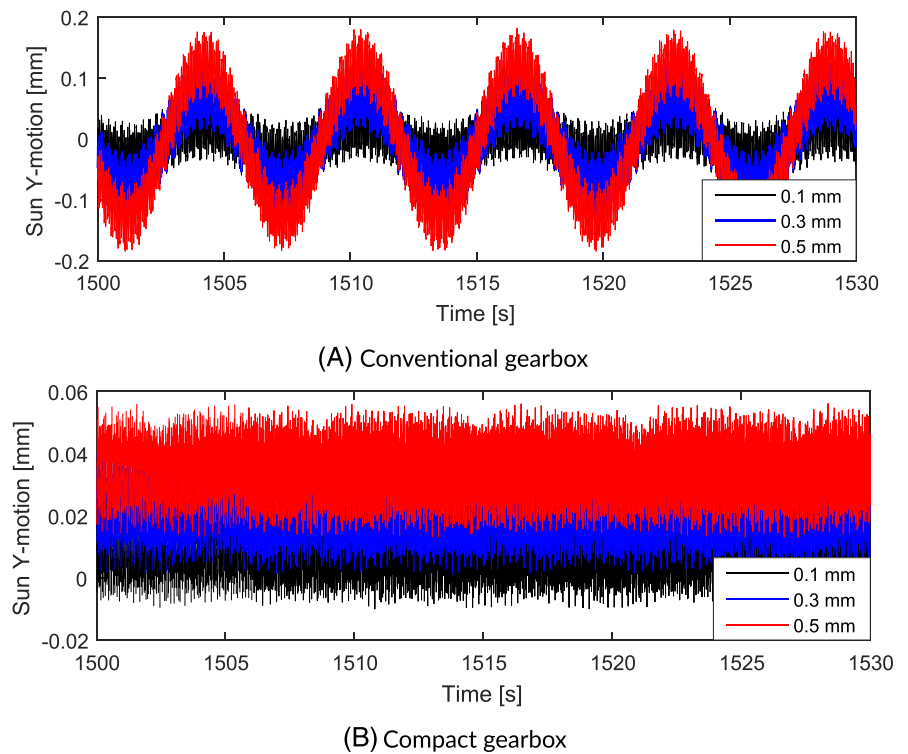 0.2
0.1
0
-0.1
-0.2
Sun Y-motion [mm]
0.1 mm
0.3 mm
0.5 mm
1500 1505 1510 1515 1520 1525 1530
Time [s]
(A) Conventional gearbox
0.06
0.04
0.02
0
-0.02
Sun Y-motion [mm]
0.1 mm
0.3 mm
0.5 mm
1500 1505 1510 1515 1520 1525 1530
Time [s]
(B) Compact gearbox